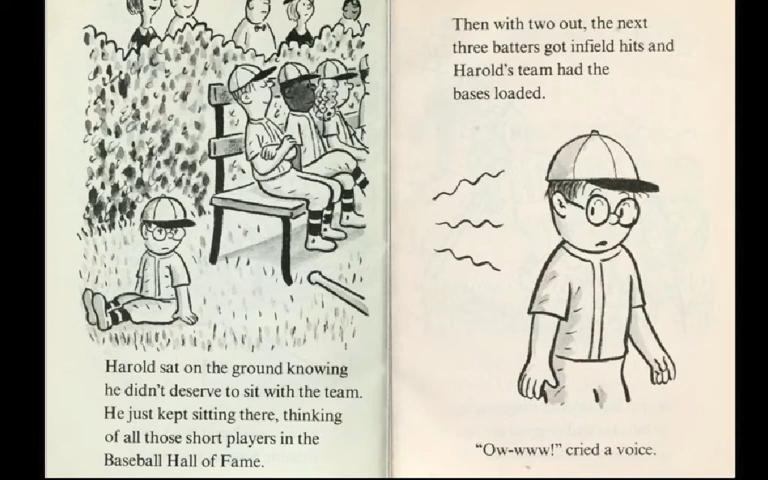 Harold sat on the ground knowing
he didn't deserve to sit with the team.
He just kept sitting there, thinking
of all those short players in the
Baseball Hall of Fame.
Then with two out, the next
three batters got infield hits and
Harold's team had the
bases loaded.
"Ow-www!" cried a voice.